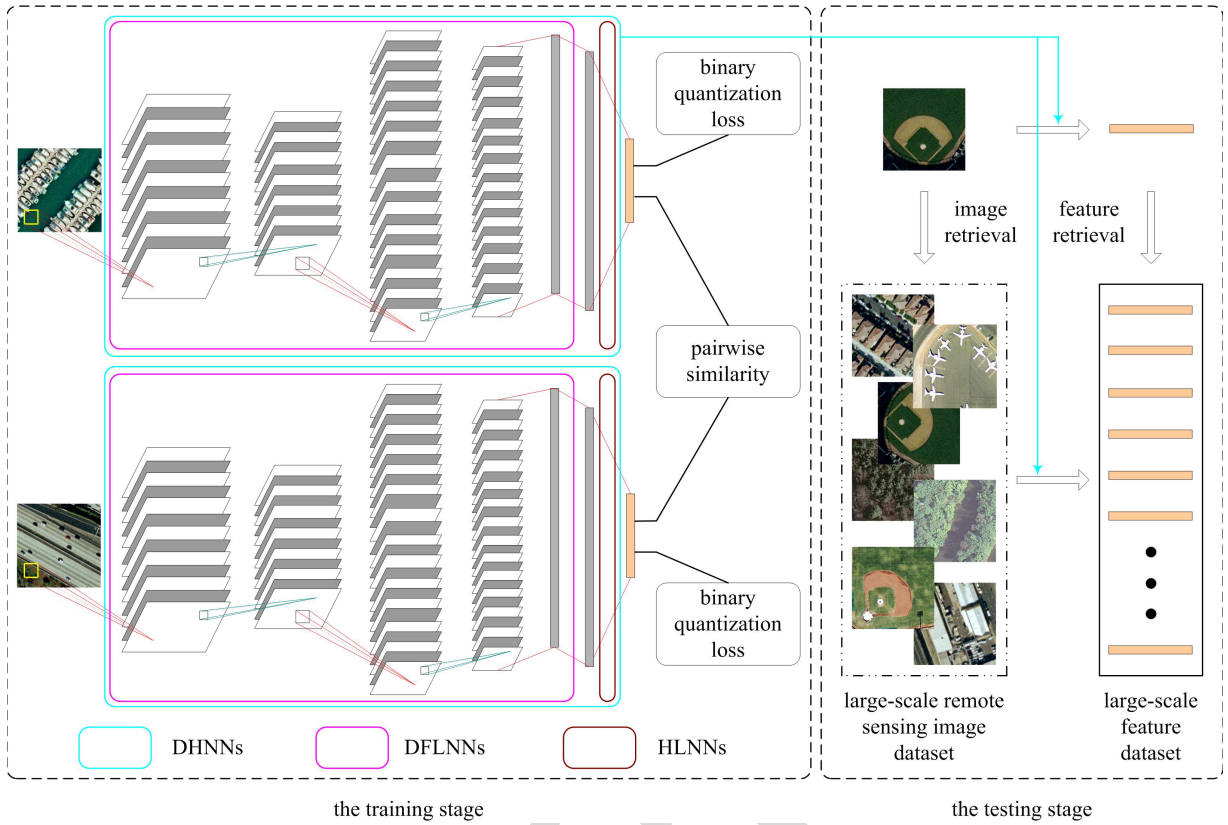 binary
quantization
loss
pairwise
similarity
binary
quantization
loss
DHNNs
DFLNNs
HLNNs
the training stage
image
retrieval
feature
retrieval
large-scale remote
sensing image
dataset
large-scale
feature
dataset
the testing stage